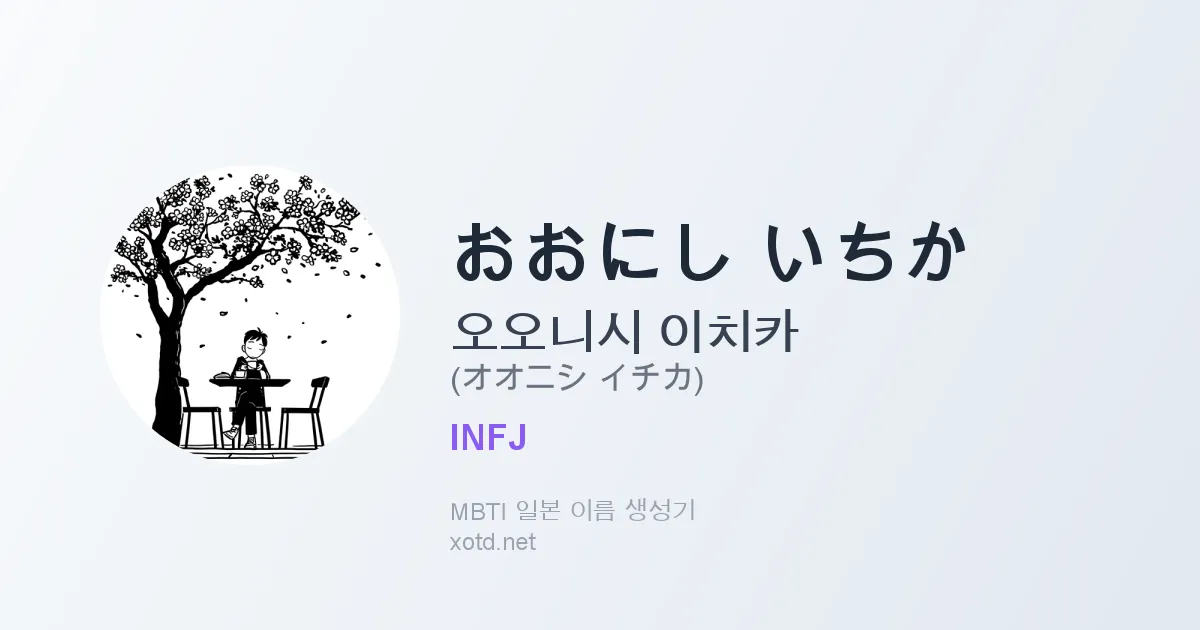 おおにし いちか
오오니시 이치카
(オオニシ イチカ)
INFJ
MBTI 일본 이름 생성기
xotd.net